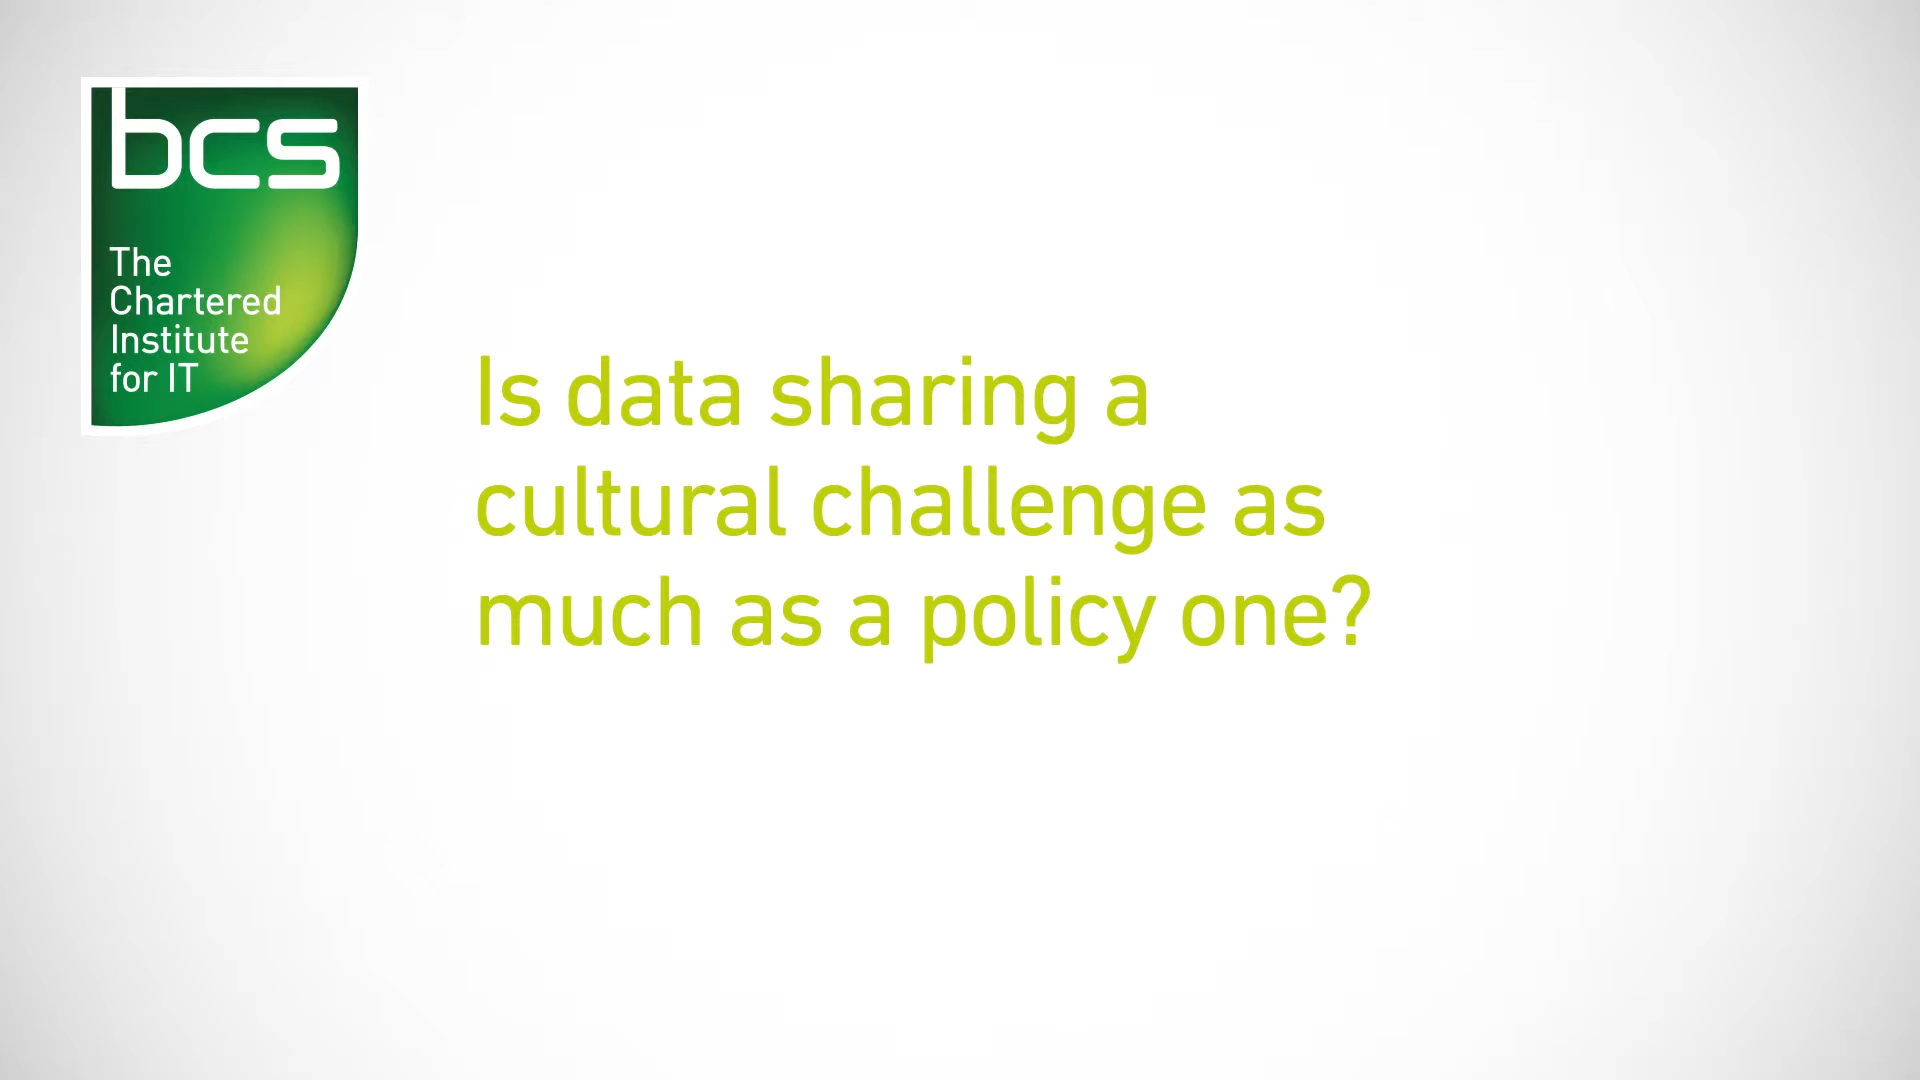 bcs
The
Chartered
Institute
for IT
Is data sharing a
cultural challenge as
much as a policy one?